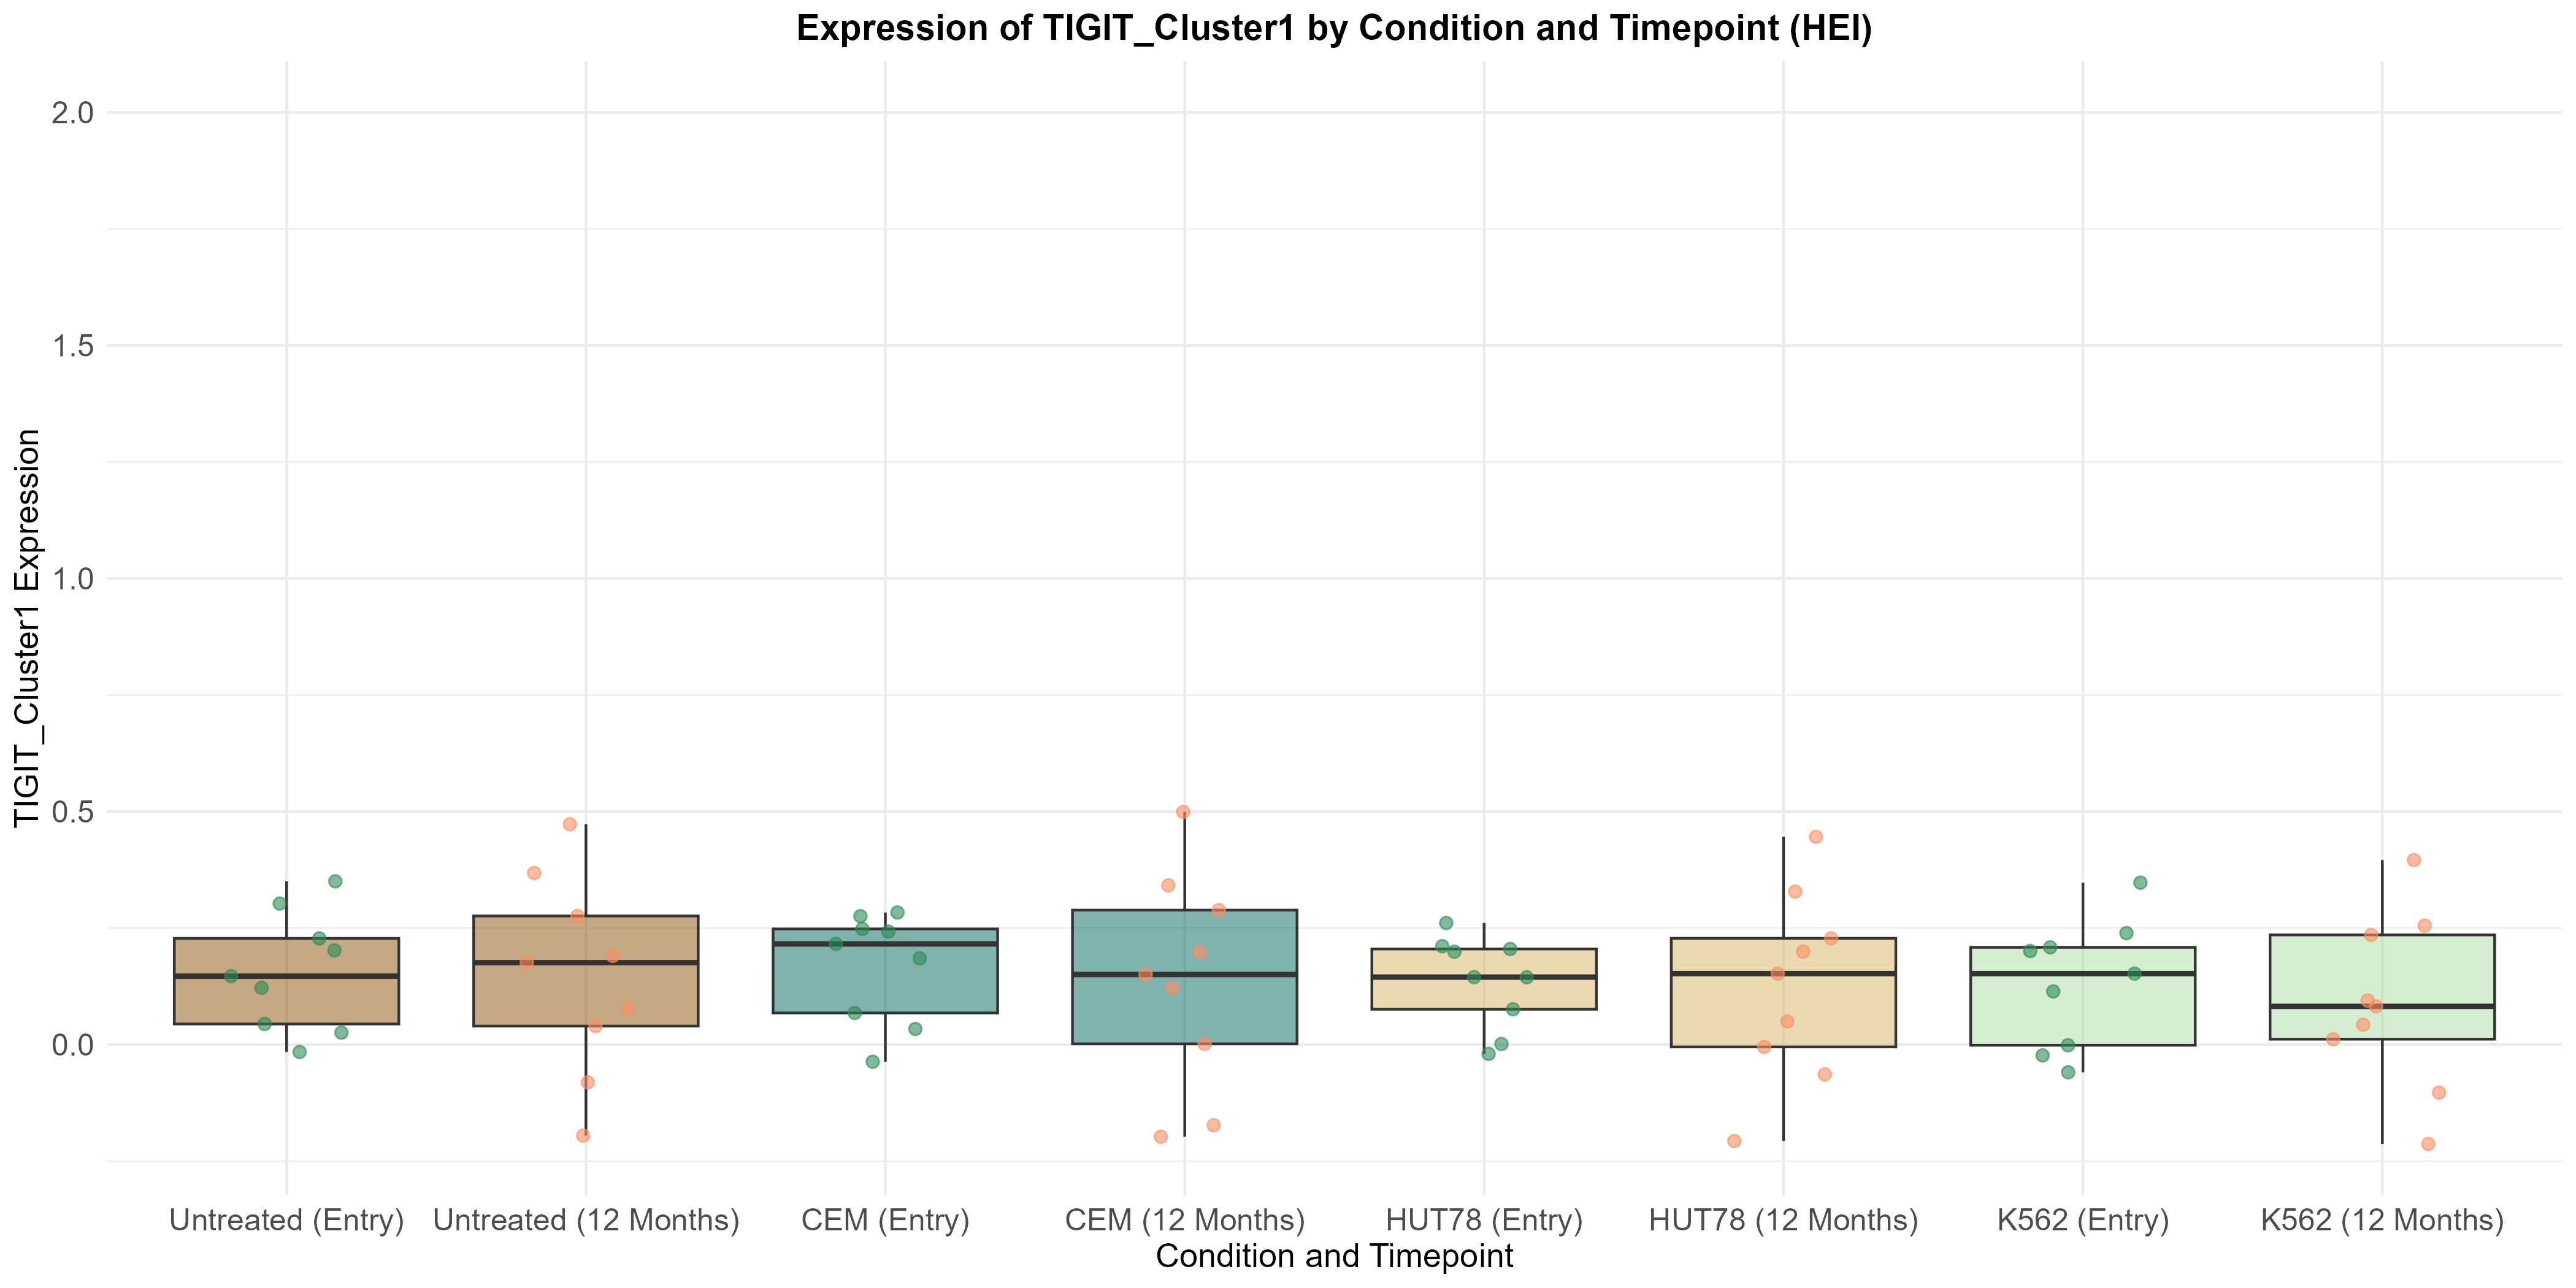 Expression of TIGIT_Cluster1 by Condition and Timepoint (HEI)
TIGIT_Cluster1 Expression
2.0
1.5
1.0
0.5
0.0
Untreated (Entry) Untreated (12 Months) CEM (Entry) CEM (12 Months) HUT78 (Entry) HUT78 (12 Months) K562 (Entry) K562 (12 Months)
Condition and Timepoint